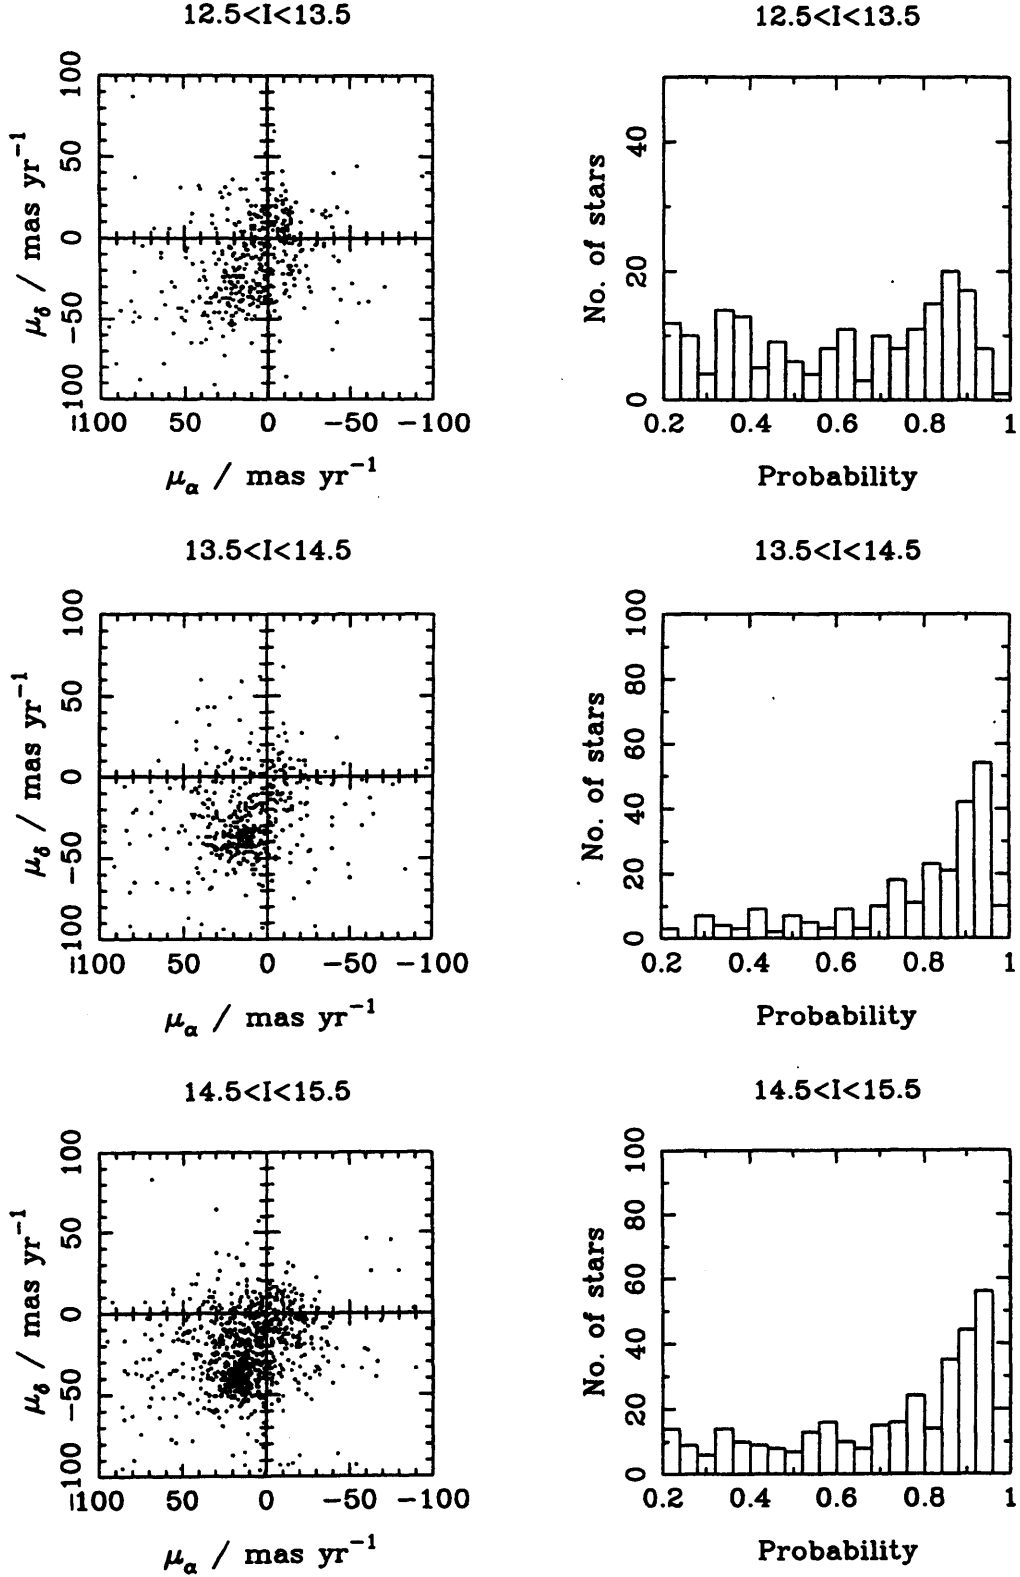 12.5<I<13.5
12.5<I<13.5
100
50
0
−50
−100
μδ / mas yr−1
100 50 0 −50 −100
μα / mas yr−1
40
20
0
No. of stars
0.2 0.4 0.6 0.8 1
Probability
13.5<I<14.5
13.5<I<14.5
100
50
0
−50
−100
μδ / mas yr−1
100 50 0 −50 −100
μα / mas yr−1
100
80
60
40
20
0
No. of stars
0.2 0.4 0.6 0.8 1
Probability
14.5<I<15.5
14.5<I<15.5
100
50
0
−50
−100
μδ / mas yr−1
100 50 0 −50 −100
μα / mas yr−1
100
80
60
40
20
0
No. of stars
0.2 0.4 0.6 0.8 1
Probability